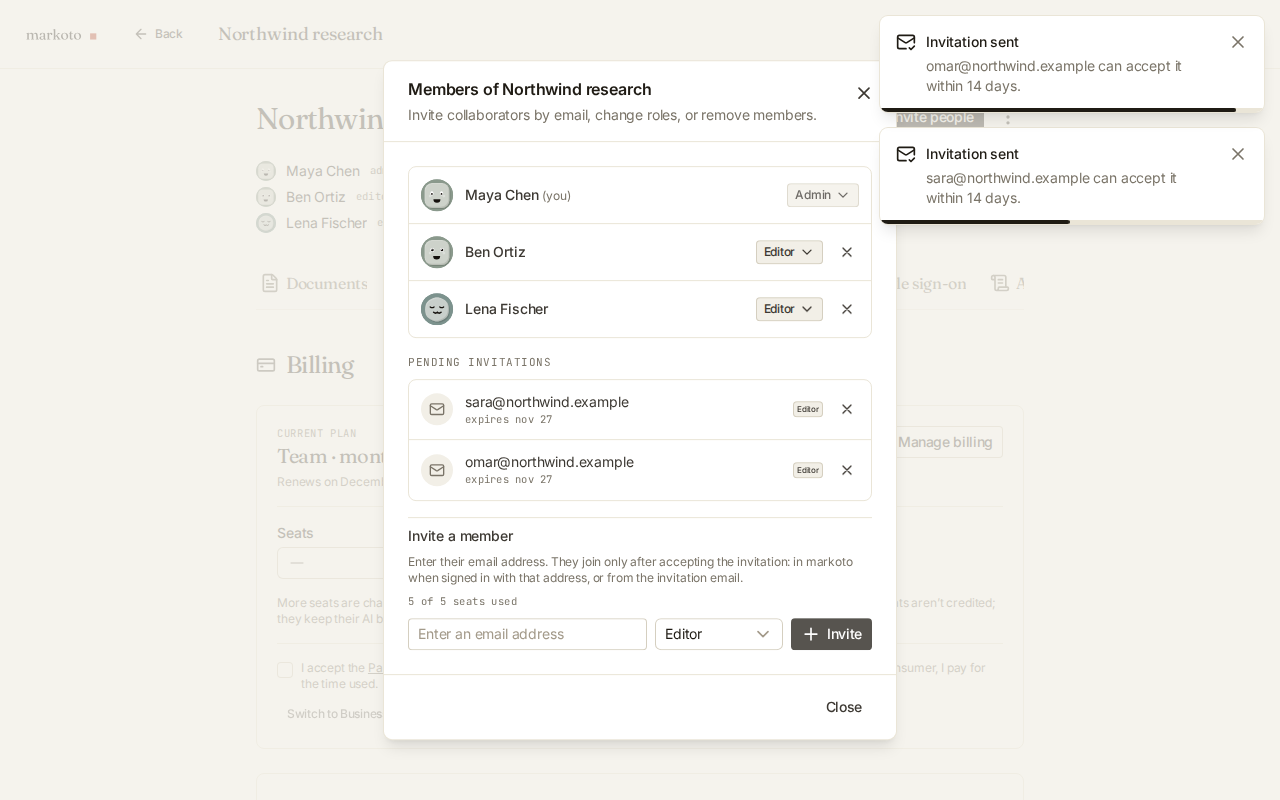 markoto
Back
Northwind research
Invitation sent
omar@northwind.example can accept it
within 14 days.
Invitation sent
sara@northwind.example can accept it
within 14 days.
Members of Northwind research
Invite collaborators by email, change roles, or remove members.
Maya Chen (you)
Admin
Ben Ortiz
Editor
Lena Fischer
Editor
PENDING INVITATIONS
sara@northwind.example
expires nov 27
Editor
omar@northwind.example
expires nov 27
Editor
Invite a member
Enter their email address. They join only after accepting the invitation: in markoto
when signed in with that address, or from the invitation email.
5 of 5 seats used
Enter an email address
Editor
Invite
Close
people
Maya Chen
Ben Ortiz
Lena Fischer
Documents
sign-on
Billing
CURRENT PLAN
Team ·
Renews on
Manage billing
Seats
—
More seats are
aren't credited;
they keep their AI
I accept the
I pay for
the time used.
Switch to